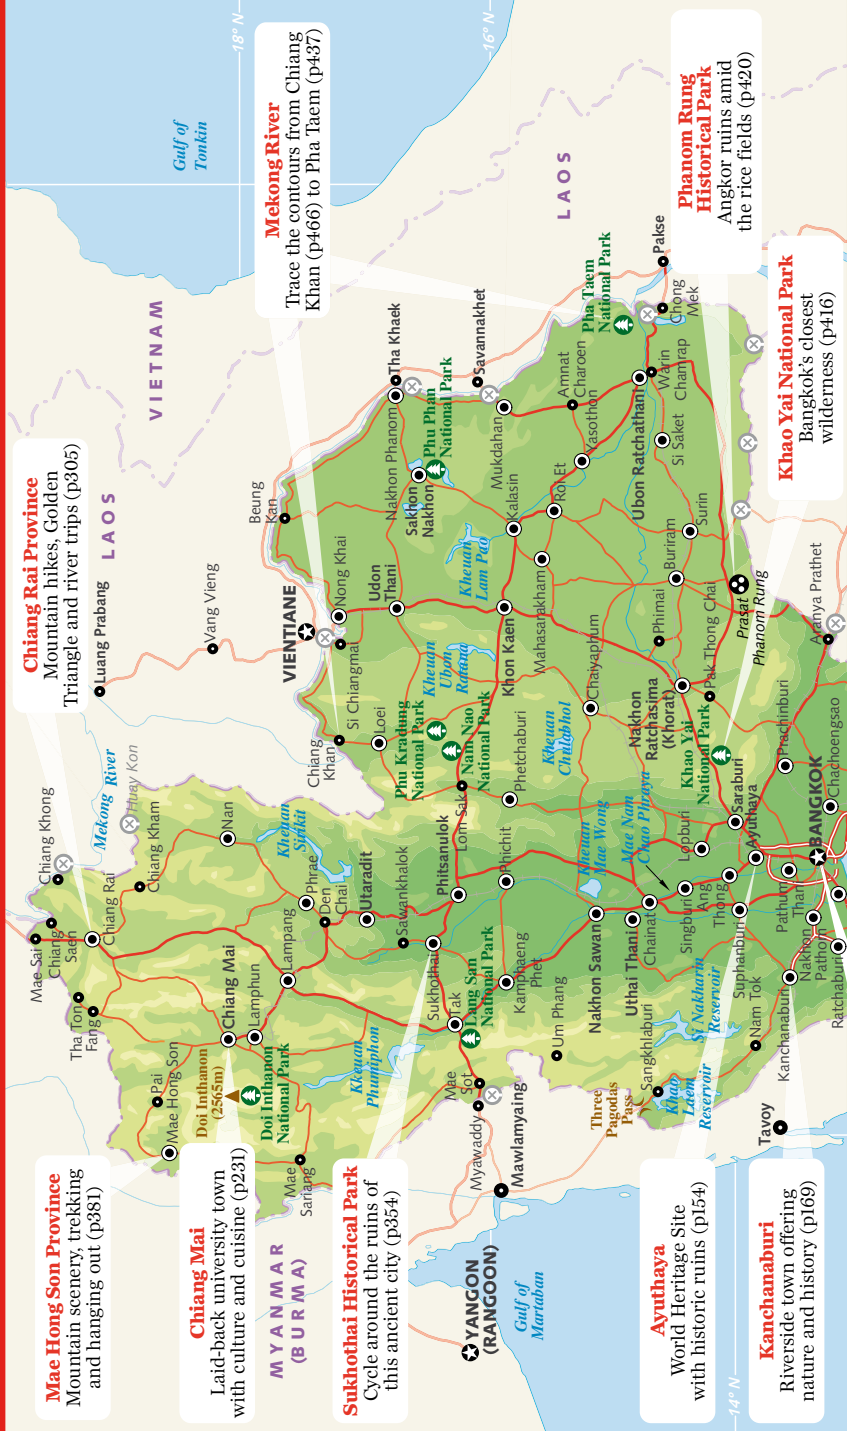 Mae Hong Son Province
Mountain scenery, trekking
and hanging out (p381)
Chiang Mai
Laid-back university town
with culture and cuisine (p231)
Sukhothai Historical Park
Cycle around the ruins of
this ancient city (p354)
Ayuthaya
World Heritage Site
with historic ruins (p154)
Kanchanaburi
Riverside town offering
nature and history (p169)
Chiang Rai Province
Mountain hikes, Golden
Triangle and river trips (p305)
Mekong River
Trace the contours from Chiang
Khan (p466) to Pha Taem (p437)
Phanom Rung
Historical Park
Angkor ruins amid
the rice fields (p420)
Khao Yai National Park
Bangkok's closest
wilderness (p416)
18° N
16° N
14° N
Gulf of
Tonkin
VIETNAM
LAOS
LAOS
MYANMAR
(BURMA)
Gulf of
Martaban
YANGON
(RANGOON)
Mawlamyaing
Myawaddy
Tavoy
Luang Prabang
Vang Vieng
VIENTIANE
Tha Khaek
Savannakhet
Pakse
Mae Sai
Chiang
Saen
Chiang Khong
Chiang Rai
Mekong River
Huay Kon
Chiang Kham
Tha Ton
Fang
Pai
Mae Hong Son
Doi Inthanon
(2565m)
Doi Inthanon
National Park
Chiang Mai
Lamphun
Lampang
Nan
Phrae
Den
Chai
Kheuan
Sirikit
Utaradit
Mae
Sariang
Kheuan
Phumiphon
Sawankhalok
Sukhothai
Phitsanulok
Tak
Lang San
National Park
Mae
Sot
Lom Sak
Kamphaeng
Phet
Phichit
Phetchaburi
Um Phang
Nakhon Sawan
Kheuan
Mae Wong
Uthai Thani
Mae Nam
Chao Phraya
Chainat
Singburi
Ang
Thong
Lopburi
Suphanburi
Three
Pagodas
Pass
Sangkhlaburi
Khao
Laem
Reservoir
Si Nakharin
Reservoir
Nam Tok
Kanchanaburi
Saraburi
Ayuthaya
Pathum
Thani
Nakhon
Pathom
Ratchaburi
BANGKOK
Chachoengsao
Prachinburi
Aranya Prathet
Chiang
Khan
Si Chiangmai
Nong Khai
Beung
Kan
Loei
Udon
Thani
Phu Kradung
National Park
Nam Nao
National Park
Kheuan
Ubon
Ratana
Kheuan
Lam Pao
Sakhon
Nakhon
Nakhon Phanom
Phu Phan
National Park
Khon Kaen
Kalasin
Mukdahan
Mahasarakham
Roi Et
Yasothon
Amnat
Charoen
Pha Taem
National Park
Chong
Mek
Ubon Ratchathani
Warin
Chamrap
Si Saket
Surin
Buriram
Phimai
Chaiyaphum
Kheuan
Chulabhol
Nakhon
Ratchasima
(Khorat)
Pak Thong Chai
Khao Yai
National Park
Prasat
Phanom Rung